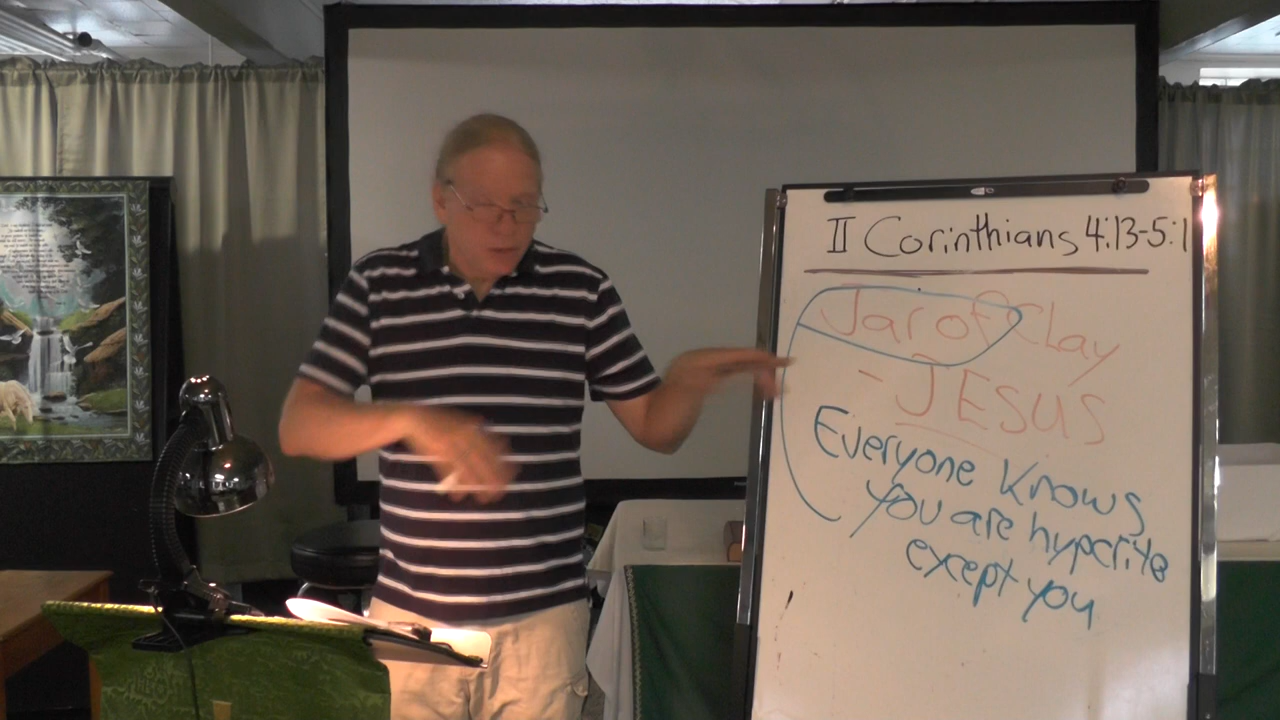 II Corinthians 4:13-5:1
Jar of Clay
- JESUS
Everyone Knows
you are hypcrite
except you